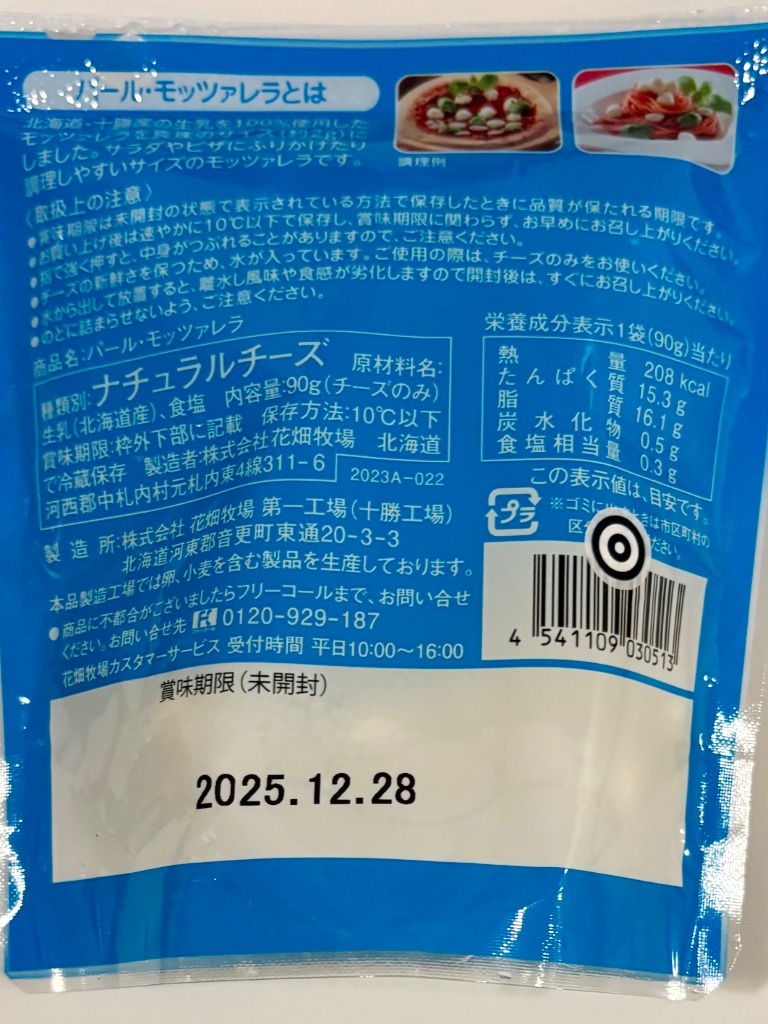 パール・モッツァレラとは
北海道・十勝産の生乳を100％使用した
モッツァレラを真珠のサイズ(約2g)に
しました。サラダやピザにふりかけたり
調理しやすいサイズのモッツァレラです。
調理例
〈取扱上の注意〉
●賞味期限は未開封の状態で表示されている方法で保存したときに品質が保たれる期限です。
●お買い上げ後は速やかに10℃以下で保存し、賞味期限に関わらず、お早めにお召し上がりください。
●指で強く押すと、中身がつぶれることがありますので、ご注意ください。
●チーズの新鮮さを保つため、水が入っています。ご使用の際は、チーズのみをお使いください。
●水から出して放置すると、離水し風味や食感が劣化しますので開封後は、すぐにお召し上がりください。
●のどに詰まらせないよう、ご注意ください。
商品名:パール・モッツァレラ
種類別:ナチュラルチーズ 原材料名:
生乳(北海道産)、食塩 内容量:90g(チーズのみ)
賞味期限:枠外下部に記載 保存方法:10℃以下
で冷蔵保存 製造者:株式会社花畑牧場 北海道
河西郡中札内村元札内東4線311-6
2023A-022
栄養成分表示1袋(90g)当たり
熱量 208 kcal
たんぱく質 15.3 g
脂質 16.1 g
炭水化物 0.5 g
食塩相当量 0.3 g
この表示値は、目安です。
プラ
※ゴミに
ときは市区町村の
区
ださい。
製造所:株式会社 花畑牧場 第一工場(十勝工場)
北海道河東郡音更町東通20-3-3
本品製造工場では卵、小麦を含む製品を生産しております。
●商品に不都合がございましたらフリーコールまで、お問い合せ
ください。お問い合せ先 0120-929-187
花畑牧場カスタマーサービス 受付時間 平日10:00～16:00
4 541109 030513
賞味期限(未開封)
2025.12.28